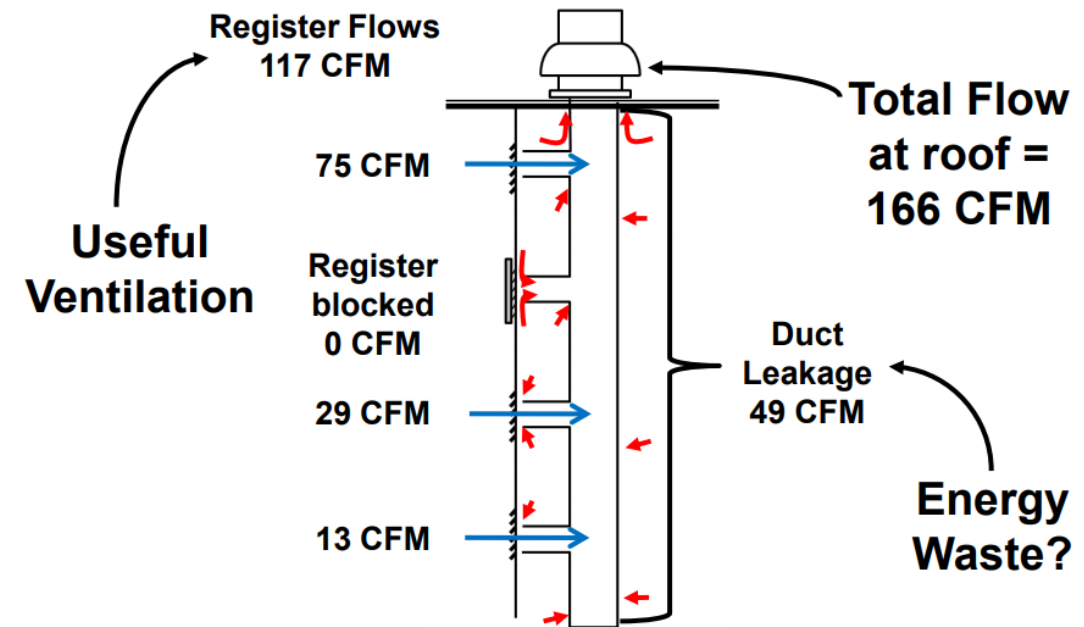 Register Flows
117 CFM
Total Flow
at roof =
166 CFM
75 CFM
Useful
Ventilation
Register
blocked
0 CFM
Duct
Leakage
49 CFM
29 CFM
Energy
Waste?
13 CFM